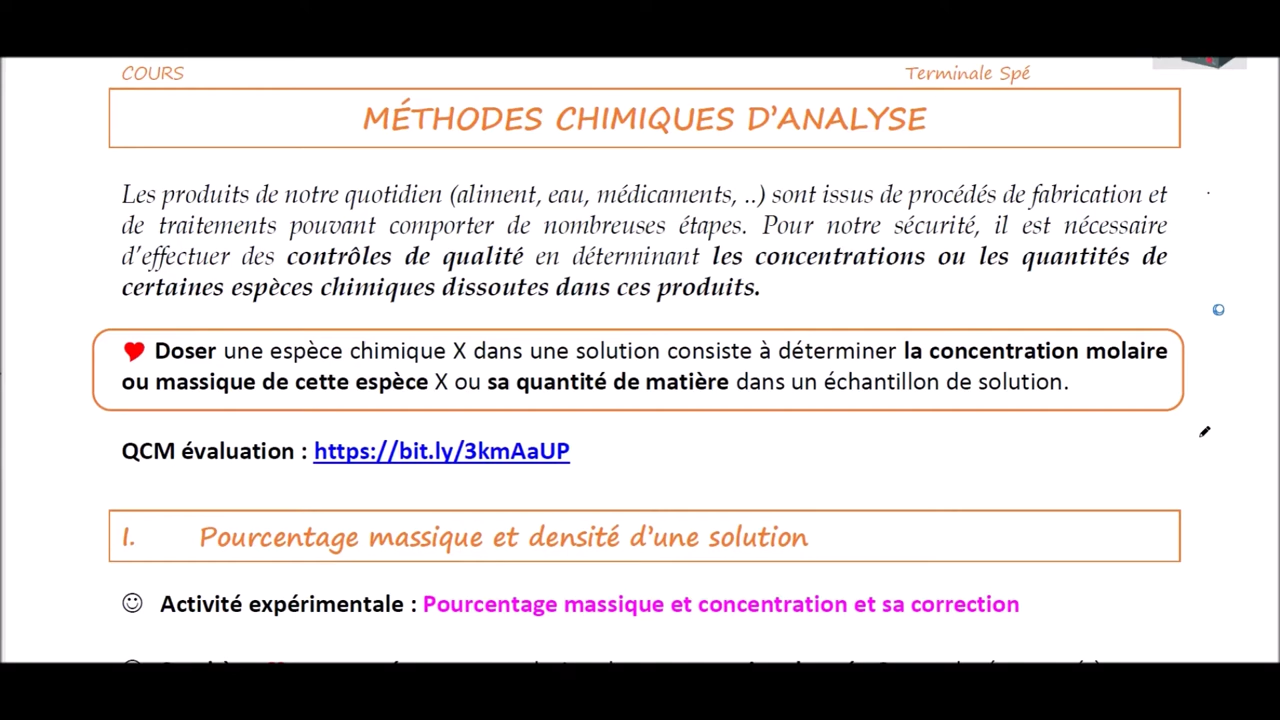 COURS Terminale Spé
MÉTHODES CHIMIQUES D'ANALYSE
Les produits de notre quotidien (aliment, eau, médicaments, ..) sont issus de procédés de fabrication et
de traitements pouvant comporter de nombreuses étapes. Pour notre sécurité, il est nécessaire
d'effectuer des contrôles de qualité en déterminant les concentrations ou les quantités de
certaines espèces chimiques dissoutes dans ces produits.
Doser une espèce chimique X dans une solution consiste à déterminer la concentration molaire
ou massique de cette espèce X ou sa quantité de matière dans un échantillon de solution.
QCM évaluation : https://bit.ly/3kmAaUP
I. Pourcentage massique et densité d'une solution
Activité expérimentale : Pourcentage massique et concentration et sa correction